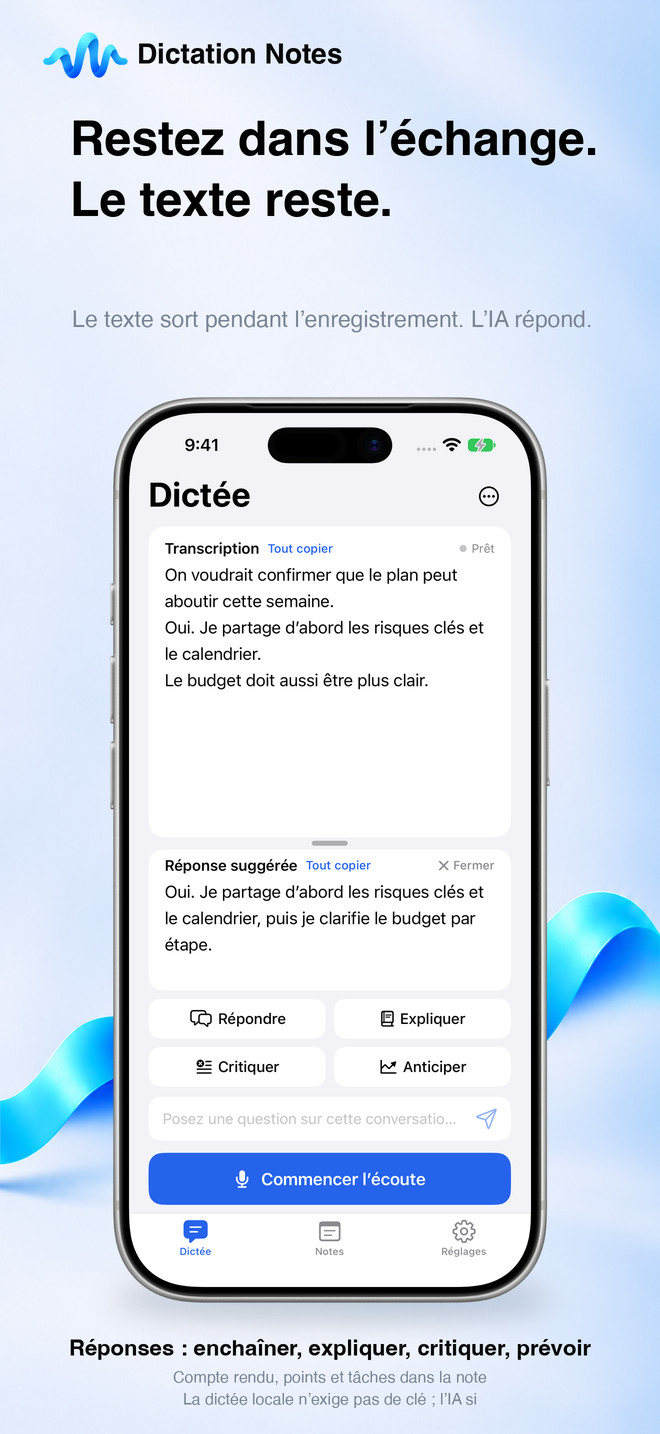 Dictation Notes
Restez dans l’échange.
Le texte reste.
Le texte sort pendant l’enregistrement. L’IA répond.
9:41
Dictée
Transcription Tout copier Prêt
On voudrait confirmer que le plan peut
aboutir cette semaine.
Oui. Je partage d’abord les risques clés et
le calendrier.
Le budget doit aussi être plus clair.
Réponse suggérée Tout copier Fermer
Oui. Je partage d’abord les risques clés et
le calendrier, puis je clarifie le budget par
étape.
Répondre Expliquer
Critiquer Anticiper
Posez une question sur cette conversatio...
Commencer l’écoute
Dictée Notes Réglages
Réponses : enchaîner, expliquer, critiquer, prévoir
Compte rendu, points et tâches dans la note
La dictée locale n’exige pas de clé ; l’IA si